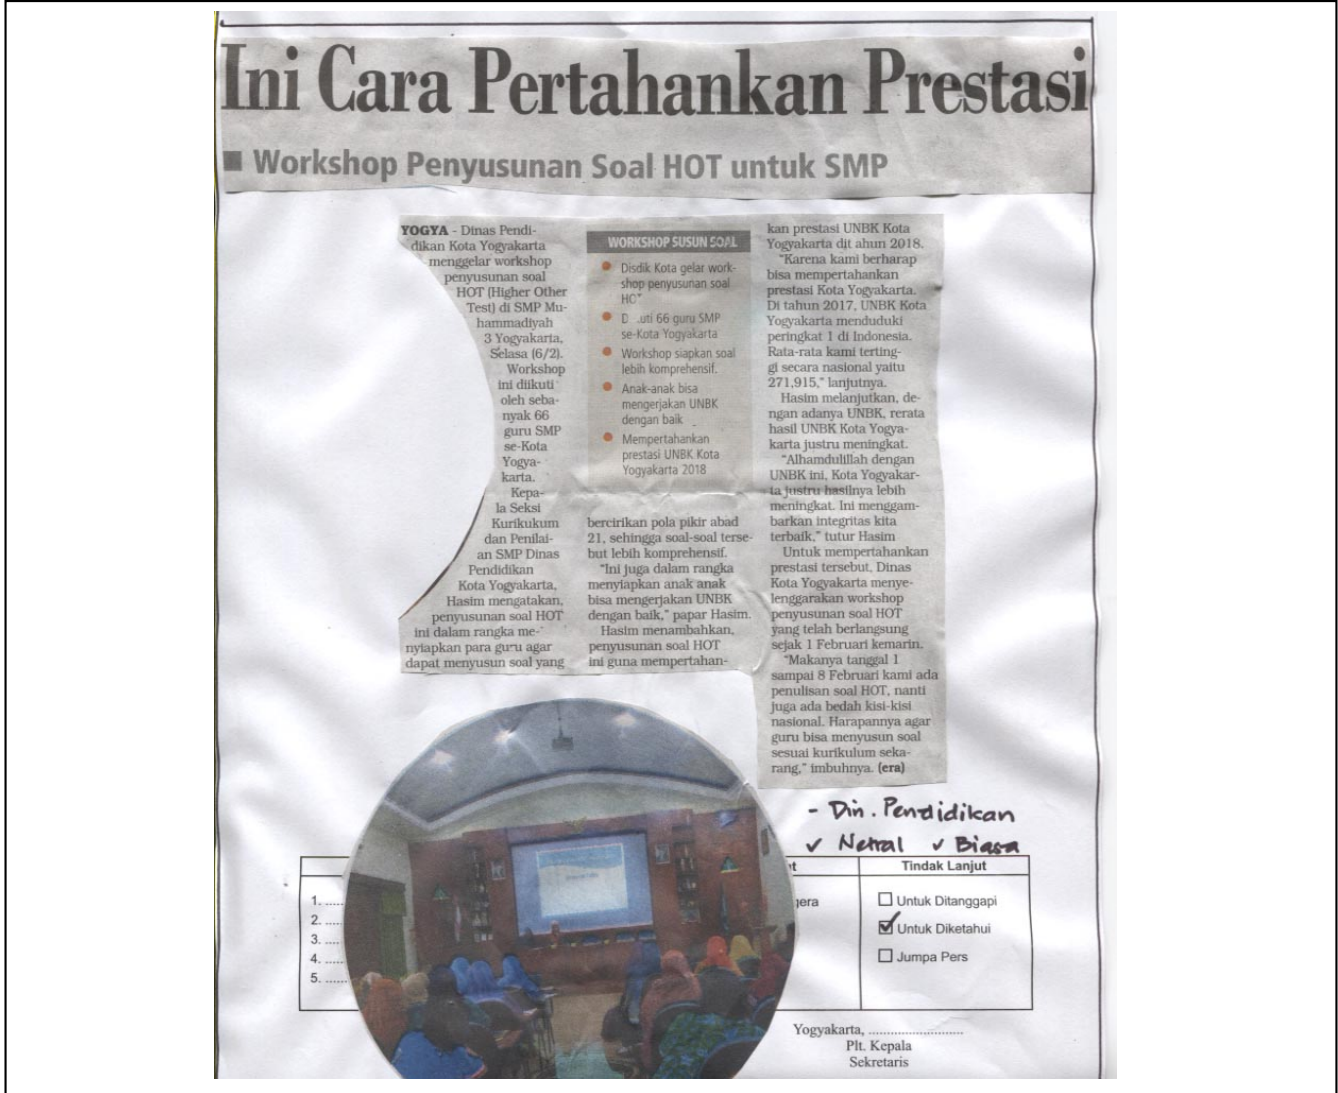 Ini Cara Pertahankan Prestasi
■ Workshop Penyusunan Soal HOT untuk SMP
YOGYA - Dinas Pendi-
dikan Kota Yogyakarta
menggelar workshop
penyusunan soal
HOT (Higher Other
Test) di SMP Mu-
hammadiyah
3 Yogyakarta,
Selasa (6/2).
Workshop
ini diikuti
oleh seba-
nyak 66
guru SMP
se-Kota
Yogya-
karta.
Kepa-
la Seksi
Kurikukum
dan Penilai-
an SMP Dinas
Pendidikan
Kota Yogyakarta,
Hasim mengatakan,
penyusunan soal HOT
ini dalam rangka me-
nyiapkan para guru agar
dapat menyusun soal yang
WORKSHOP SUSUN SOAL
Disdik Kota gelar work-
shop penyusunan soal
HO
66 guru SMP
se-Kota Yogyakarta
Workshop siapkan soal
lebih komprehensif.
Anak-anak bisa
mengerjakan UNBK
dengan baik
Mempertahankan
prestasi UNBK Kota
Yogyakarta 2018
bercirikan pola pikir abad
21, sehingga soal-soal terse-
but lebih komprehensif.
"Ini juga dalam rangka
menyiapkan anak anak
bisa mengerjakan UNBK
dengan baik," papar Hasim.
Hasim menambahkan,
penyusunan soal HOT
ini guna mempertahan-
kan prestasi UNBK Kota
Yogyakarta dit ahun 2018.
"Karena kami berharap
bisa mempertahankan
prestasi Kota Yogyakarta.
Di tahun 2017, UNBK Kota
Yogyakarta menduduki
peringkat 1 di Indonesia.
Rata-rata kami terting-
gi secara nasional yaitu
271,915," lanjutnya.
Hasim melanjutkan, de-
ngan adanya UNBK, rerata
hasil UNBK Kota Yogya-
karta justru meningkat.
"Alhamdulillah dengan
UNBK ini, Kota Yogyakar-
ta justru hasilnya lebih
meningkat. Ini menggam-
barkan integritas kita
terbaik," tutur Hasim
Untuk mempertahankan
prestasi tersebut, Dinas
Kota Yogyakarta menye-
lenggarakan workshop
penyusunan soal HOT
yang telah berlangsung
sejak 1 Februari kemarin.
"Makanya tanggal 1
sampai 8 Februari kami ada
penulisan soal HOT, nanti
juga ada bedah kisi-kisi
nasional. Harapannya agar
guru bisa menyusun soal
sesuai kurikulum seka-
rang," imbuhnya. (era)
- Din. Pendidikan
✓ Netral ✓ Biasa
t Tindak Lanjut
1. ..... jera Untuk Ditanggapi
2. .....
3. .... Untuk Diketahui
4. ..... Jumpa Pers
5. ......
Yogyakarta, ..........................
Plt. Kepala
Sekretaris